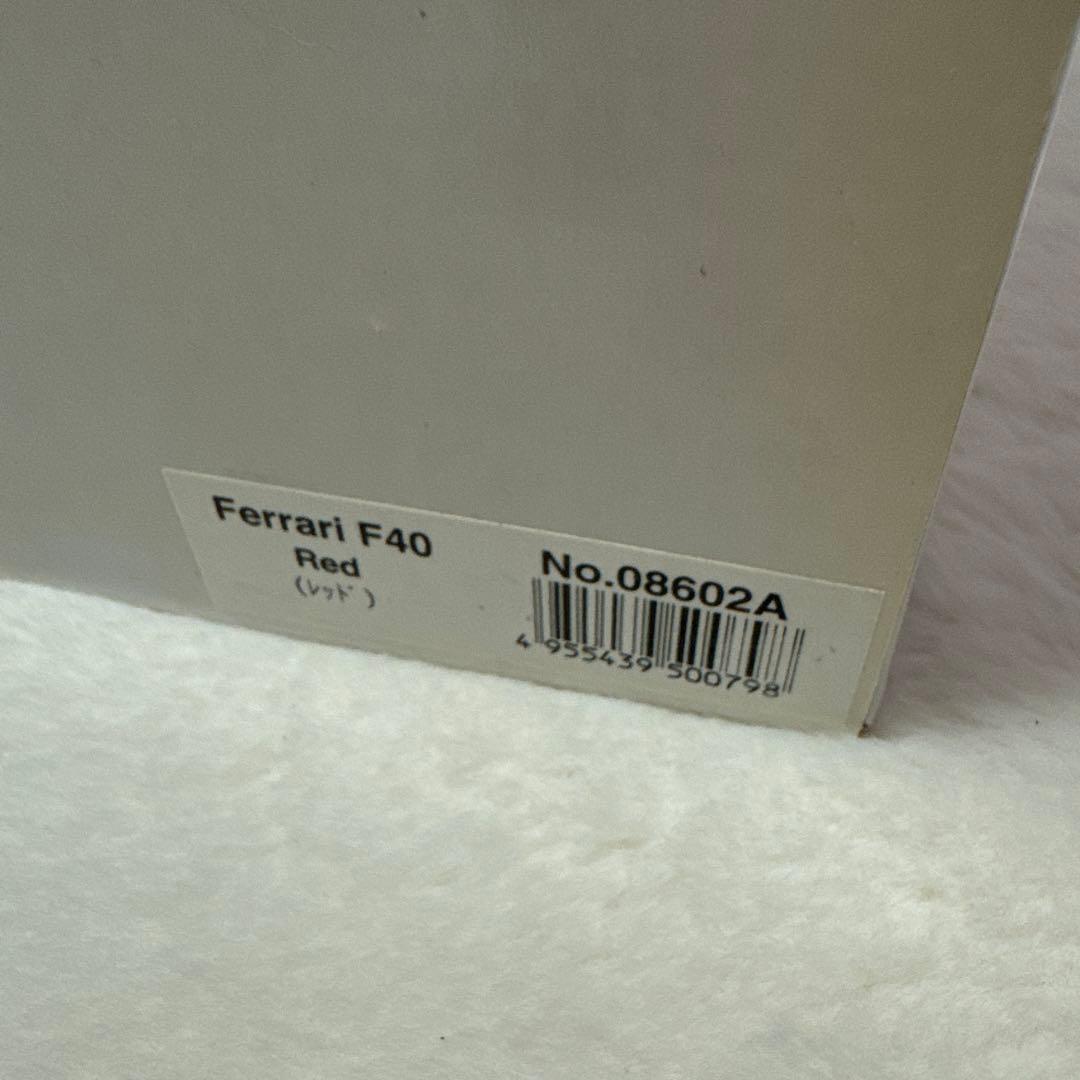 Ferrari F40
Red
(ﾚｯﾄﾞ)
No.08602A
4 955439 500798